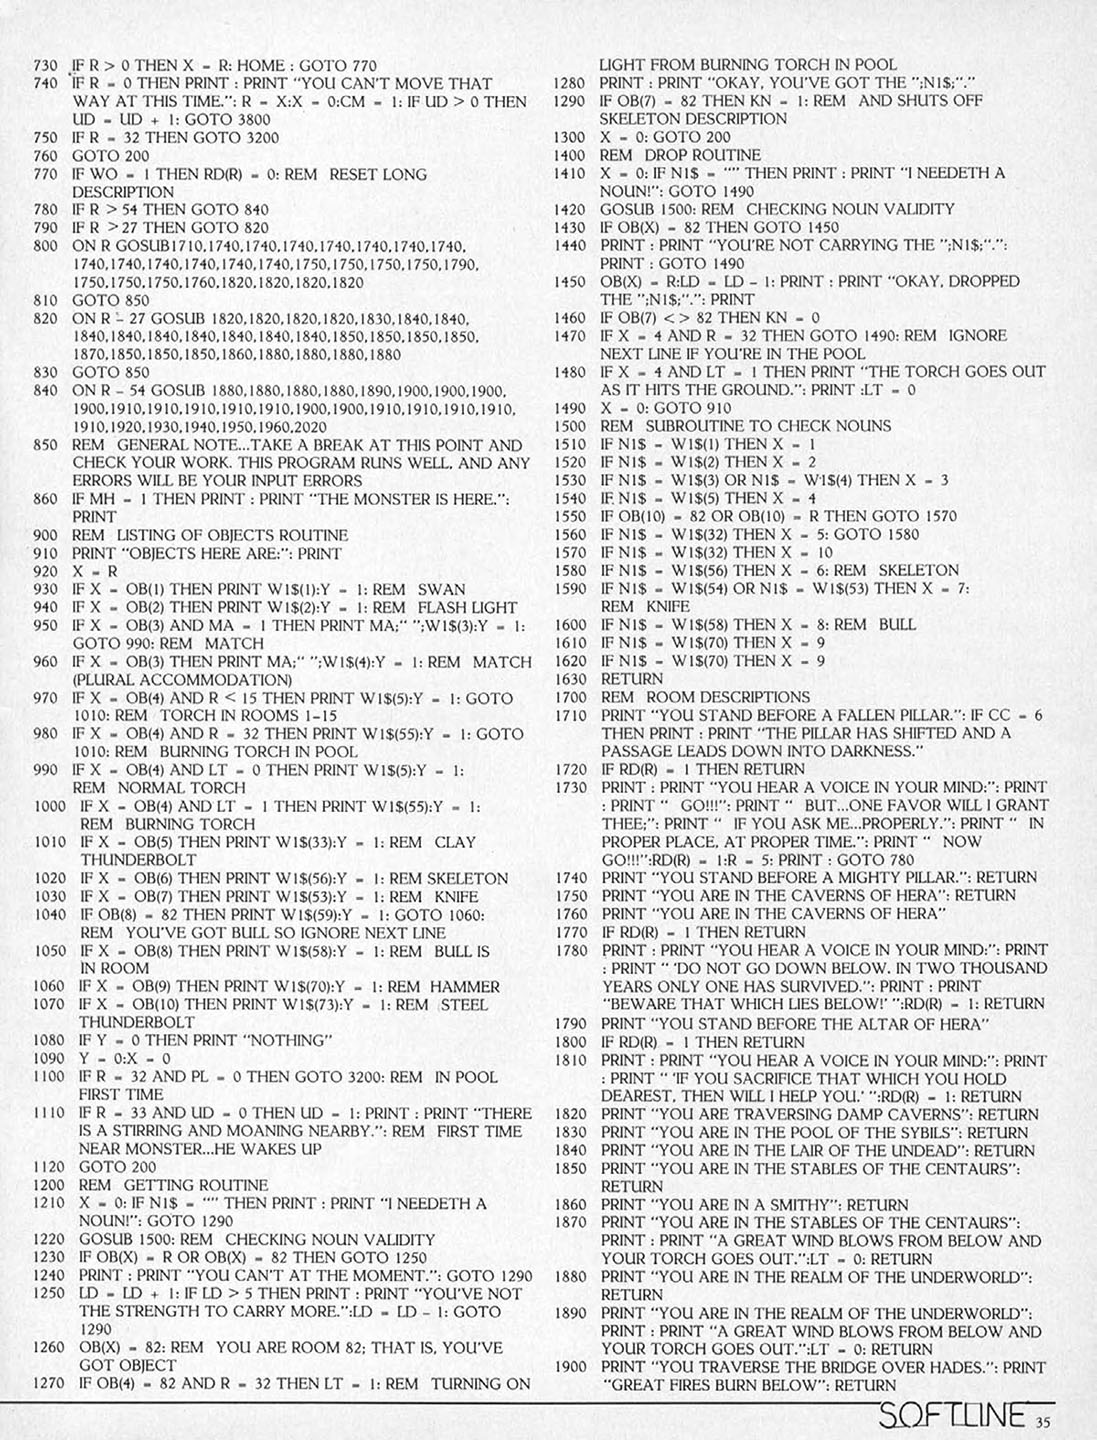 730 IF R > 0 THEN X = R: HOME : GOTO 770
740 IF R = 0 THEN PRINT : PRINT "YOU CAN'T MOVE THAT
WAY AT THIS TIME.": R = X:X = 0:CM = 1: IF UD > 0 THEN
UD = UD + 1: GOTO 3800
750 IF R = 32 THEN GOTO 3200
760 GOTO 200
770 IF WO = 1 THEN RD(R) = 0: REM RESET LONG
DESCRIPTION
780 IF R > 54 THEN GOTO 840
790 IF R >27 THEN GOTO 820
800 ON R GOSUB1710,1740,1740,1740,1740,1740,1740,1740,
1740,1740,1740,1740,1740,1740,1750,1750,1750,1750,1790,
1750,1750,1750,1760,1820,1820,1820,1820
810 GOTO 850
820 ON R - 27 GOSUB 1820,1820,1820,1820,1830,1840,1840,
1840,1840,1840,1840,1840,1840,1840,1850,1850,1850,1850,
1870,1850,1850,1850,1860,1880,1880,1880,1880
830 GOTO 850
840 ON R - 54 GOSUB 1880,1880,1880,1880,1890,1900,1900,1900,
1900,1910,1910,1910,1910,1910,1900,1900,1910,1910,1910,1910,
1910,1920,1930,1940,1950,1960,2020
850 REM GENERAL NOTE...TAKE A BREAK AT THIS POINT AND
CHECK YOUR WORK. THIS PROGRAM RUNS WELL, AND ANY
ERRORS WILL BE YOUR INPUT ERRORS
860 IF MH = 1 THEN PRINT : PRINT "THE MONSTER IS HERE.":
PRINT
900 REM LISTING OF OBJECTS ROUTINE
910 PRINT "OBJECTS HERE ARE:": PRINT
920 X = R
930 IF X = OB(1) THEN PRINT W1$(1):Y = 1: REM SWAN
940 IF X = OB(2) THEN PRINT W1$(2):Y = 1: REM FLASH LIGHT
950 IF X = OB(3) AND MA = 1 THEN PRINT MA;" ";W1$(3):Y = 1:
GOTO 990: REM MATCH
960 IF X = OB(3) THEN PRINT MA;" ";W1$(4):Y = 1: REM MATCH
(PLURAL ACCOMMODATION)
970 IF X = OB(4) AND R < 15 THEN PRINT W1$(5):Y = 1: GOTO
1010: REM TORCH IN ROOMS 1-15
980 IF X = OB(4) AND R = 32 THEN PRINT W1$(55):Y = 1: GOTO
1010: REM BURNING TORCH IN POOL
990 IF X = OB(4) AND LT = 0 THEN PRINT W1$(5):Y = 1:
REM NORMAL TORCH
1000 IF X = OB(4) AND LT = 1 THEN PRINT W1$(55):Y = 1:
REM BURNING TORCH
1010 IF X = OB(5) THEN PRINT W1$(33):Y = 1: REM CLAY
THUNDERBOLT
1020 IF X = OB(6) THEN PRINT W1$(56):Y = 1: REM SKELETON
1030 IF X = OB(7) THEN PRINT W1$(53):Y = 1: REM KNIFE
1040 IF OB(8) = 82 THEN PRINT W1$(59):Y = 1: GOTO 1060:
REM YOU'VE GOT BULL SO IGNORE NEXT LINE
1050 IF X = OB(8) THEN PRINT W1$(58):Y = 1: REM BULL IS
IN ROOM
1060 IF X = OB(9) THEN PRINT W1$(70):Y = 1: REM HAMMER
1070 IF X = OB(10) THEN PRINT W1$(73):Y = 1: REM STEEL
THUNDERBOLT
1080 IF Y = 0 THEN PRINT "NOTHING"
1090 Y = 0:X = 0
1100 IF R = 32 AND PL = 0 THEN GOTO 3200: REM IN POOL
FIRST TIME
1110 IF R = 33 AND UD = 0 THEN UD = 1: PRINT : PRINT "THERE
IS A STIRRING AND MOANING NEARBY.": REM FIRST TIME
NEAR MONSTER...HE WAKES UP
1120 GOTO 200
1200 REM GETTING ROUTINE
1210 X = 0: IF N1$ = "" THEN PRINT : PRINT "I NEEDETH A
NOUN!": GOTO 1290
1220 GOSUB 1500: REM CHECKING NOUN VALIDITY
1230 IF OB(X) = R OR OB(X) = 82 THEN GOTO 1250
1240 PRINT : PRINT "YOU CAN'T AT THE MOMENT.": GOTO 1290
1250 LD = LD + 1: IF LD > 5 THEN PRINT : PRINT "YOU'VE NOT
THE STRENGTH TO CARRY MORE.":LD = LD - 1: GOTO
1290
1260 OB(X) = 82: REM YOU ARE ROOM 82; THAT IS, YOU'VE
GOT OBJECT
1270 IF OB(4) = 82 AND R = 32 THEN LT = 1: REM TURNING ON
LIGHT FROM BURNING TORCH IN POOL
1280 PRINT : PRINT "OKAY, YOU'VE GOT THE ";N1$;"."
1290 IF OB(7) = 82 THEN KN = 1: REM AND SHUTS OFF
SKELETON DESCRIPTION
1300 X = 0: GOTO 200
1400 REM DROP ROUTINE
1410 X = 0: IF N1$ = "" THEN PRINT : PRINT "I NEEDETH A
NOUN!": GOTO 1490
1420 GOSUB 1500: REM CHECKING NOUN VALIDITY
1430 IF OB(X) = 82 THEN GOTO 1450
1440 PRINT : PRINT "YOU'RE NOT CARRYING THE ";N1$;".":
PRINT : GOTO 1490
1450 OB(X) = R:LD = LD - 1: PRINT : PRINT "OKAY, DROPPED
THE ";N1$;".": PRINT
1460 IF OB(7) < > 82 THEN KN = 0
1470 IF X = 4 AND R = 32 THEN GOTO 1490: REM IGNORE
NEXT LINE IF YOU'RE IN THE POOL
1480 IF X = 4 AND LT = 1 THEN PRINT "THE TORCH GOES OUT
AS IT HITS THE GROUND.": PRINT :LT = 0
1490 X = 0: GOTO 910
1500 REM SUBROUTINE TO CHECK NOUNS
1510 IF N1$ = W1$(1) THEN X = 1
1520 IF N1$ = W1$(2) THEN X = 2
1530 IF N1$ = W1$(3) OR N1$ = W1$(4) THEN X = 3
1540 IF N1$ = W1$(5) THEN X = 4
1550 IF OB(10) = 82 OR OB(10) = R THEN GOTO 1570
1560 IF N1$ = W1$(32) THEN X = 5: GOTO 1580
1570 IF N1$ = W1$(32) THEN X = 10
1580 IF N1$ = W1$(56) THEN X = 6: REM SKELETON
1590 IF N1$ = W1$(54) OR N1$ = W1$(53) THEN X = 7:
REM KNIFE
1600 IF N1$ = W1$(58) THEN X = 8: REM BULL
1610 IF N1$ = W1$(70) THEN X = 9
1620 IF N1$ = W1$(70) THEN X = 9
1630 RETURN
1700 REM ROOM DESCRIPTIONS
1710 PRINT "YOU STAND BEFORE A FALLEN PILLAR.": IF CC = 6
THEN PRINT : PRINT "THE PILLAR HAS SHIFTED AND A
PASSAGE LEADS DOWN INTO DARKNESS."
1720 IF RD(R) = 1 THEN RETURN
1730 PRINT : PRINT "YOU HEAR A VOICE IN YOUR MIND:": PRINT
: PRINT " GO!!!": PRINT " BUT...ONE FAVOR WILL I GRANT
THEE;": PRINT " IF YOU ASK ME...PROPERLY.": PRINT " IN
PROPER PLACE, AT PROPER TIME.": PRINT " NOW
GO!!!":RD(R) = 1:R = 5: PRINT : GOTO 780
1740 PRINT "YOU STAND BEFORE A MIGHTY PILLAR.": RETURN
1750 PRINT "YOU ARE IN THE CAVERNS OF HERA": RETURN
1760 PRINT "YOU ARE IN THE CAVERNS OF HERA"
1770 IF RD(R) = 1 THEN RETURN
1780 PRINT : PRINT "YOU HEAR A VOICE IN YOUR MIND:": PRINT
: PRINT " 'DO NOT GO DOWN BELOW. IN TWO THOUSAND
YEARS ONLY ONE HAS SURVIVED.": PRINT : PRINT
"BEWARE THAT WHICH LIES BELOW!' ":RD(R) = 1: RETURN
1790 PRINT "YOU STAND BEFORE THE ALTAR OF HERA"
1800 IF RD(R) = 1 THEN RETURN
1810 PRINT : PRINT "YOU HEAR A VOICE IN YOUR MIND:": PRINT
: PRINT " 'IF YOU SACRIFICE THAT WHICH YOU HOLD
DEAREST, THEN WILL I HELP YOU.' ":RD(R) = 1: RETURN
1820 PRINT "YOU ARE TRAVERSING DAMP CAVERNS": RETURN
1830 PRINT "YOU ARE IN THE POOL OF THE SYBILS": RETURN
1840 PRINT "YOU ARE IN THE LAIR OF THE UNDEAD": RETURN
1850 PRINT "YOU ARE IN THE STABLES OF THE CENTAURS":
RETURN
1860 PRINT "YOU ARE IN A SMITHY": RETURN
1870 PRINT "YOU ARE IN THE STABLES OF THE CENTAURS":
PRINT : PRINT "A GREAT WIND BLOWS FROM BELOW AND
YOUR TORCH GOES OUT.":LT = 0: RETURN
1880 PRINT "YOU ARE IN THE REALM OF THE UNDERWORLD":
RETURN
1890 PRINT "YOU ARE IN THE REALM OF THE UNDERWORLD":
PRINT : PRINT "A GREAT WIND BLOWS FROM BELOW AND
YOUR TORCH GOES OUT.":LT = 0: RETURN
1900 PRINT "YOU TRAVERSE THE BRIDGE OVER HADES.": PRINT
"GREAT FIRES BURN BELOW": RETURN
SOFTLINE 35